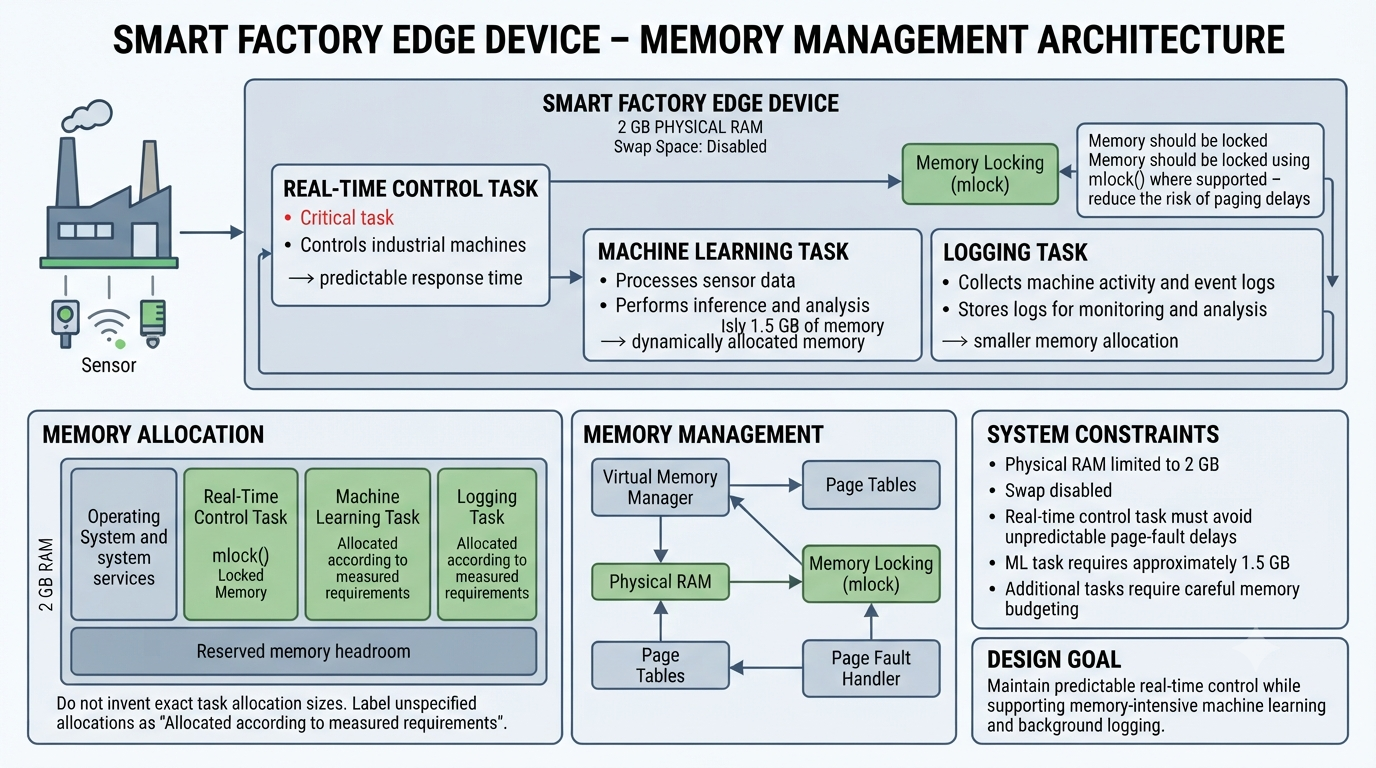 SMART FACTORY EDGE DEVICE – MEMORY MANAGEMENT ARCHITECTURE
SMART FACTORY EDGE DEVICE
2 GB PHYSICAL RAM
Swap Space: Disabled
Sensor
REAL-TIME CONTROL TASK
• Critical task
• Controls industrial machines
→ predictable response time
Memory Locking
(mlock)
Memory should be locked
Memory should be locked using
mlock() where supported –
reduce the risk of paging delays
MACHINE LEARNING TASK
• Processes sensor data
• Performs inference and analysis
Isly 1.5 GB of memory
→ dynamically allocated memory
LOGGING TASK
• Collects machine activity and event logs
• Stores logs for monitoring and analysis
→ smaller memory allocation
MEMORY ALLOCATION
2 GB RAM
Operating
System and
system
services
Real-Time
Control Task
mlock()
Locked
Memory
Machine
Learning Task
Allocated
according to
measured
requirements
Logging
Task
Allocated
according to
measured
requirements
Reserved memory headroom
Do not invent exact task allocation sizes. Label unspecified
allocations as "Allocated according to measured requirements".
MEMORY MANAGEMENT
Virtual Memory
Manager
Page Tables
Physical RAM
Memory Locking
(mlock)
Page
Tables
Page Fault
Handler
SYSTEM CONSTRAINTS
• Physical RAM limited to 2 GB
• Swap disabled
• Real-time control task must avoid
unpredictable page-fault delays
• ML task requires approximately 1.5 GB
• Additional tasks require careful memory
budgeting
DESIGN GOAL
Maintain predictable real-time control while
supporting memory-intensive machine learning
and background logging.